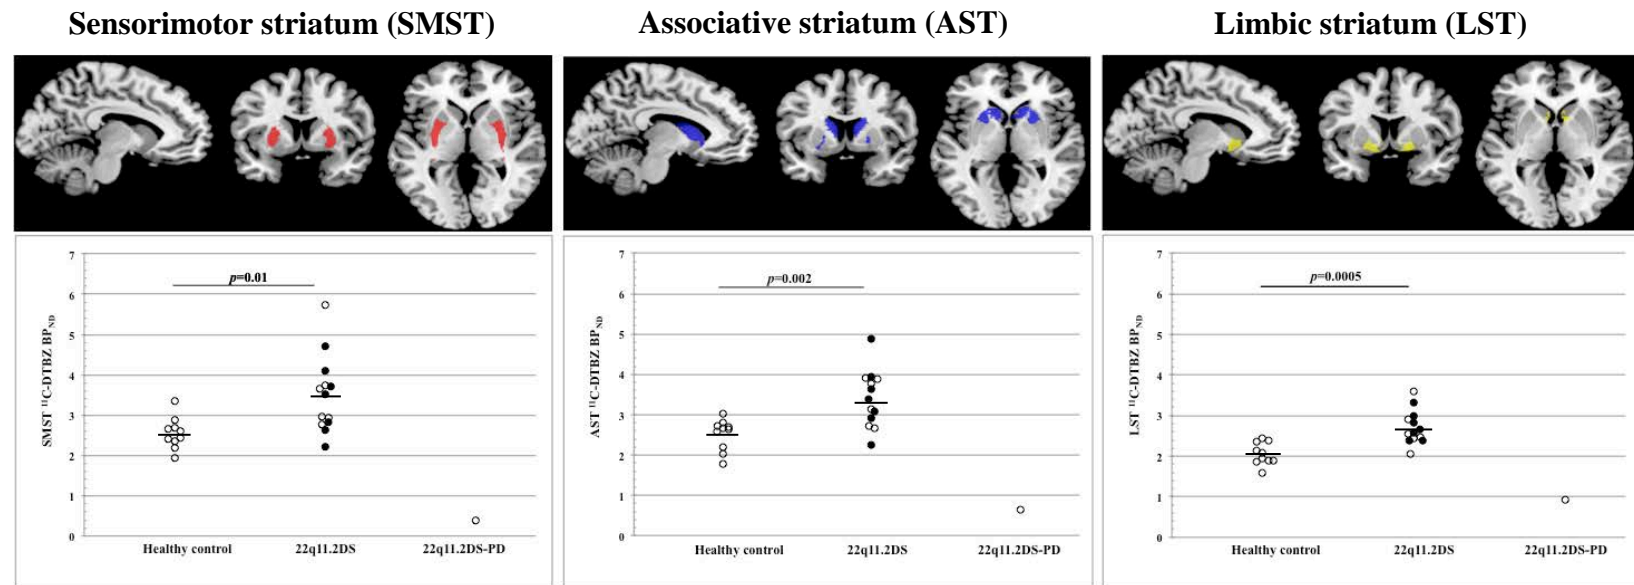 Sensorimotor striatum (SMST)
Associative striatum (AST)
Limbic striatum (LST)
7
6
5
4
3
2
1
0
SMST ¹¹C-DTBZ BP_ND
p=0.01
Healthy control
22q11.2DS
22q11.2DS-PD
7
6
5
4
3
2
1
0
AST ¹¹C-DTBZ BP_ND
p=0.002
Healthy control
22q11.2DS
22q11.2DS-PD
7
6
5
4
3
2
1
0
LST ¹¹C-DTBZ BP_ND
p=0.0005
Healthy control
22q11.2DS
22q11.2DS-PD